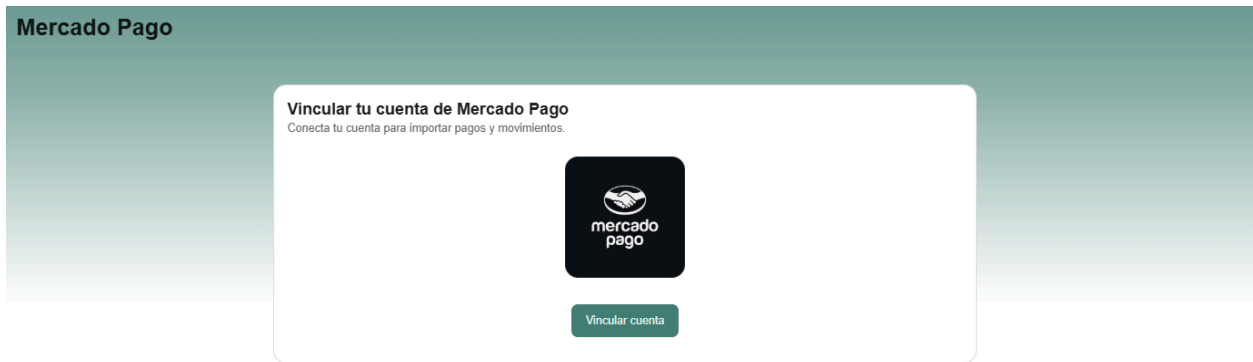 Mercado Pago
Vincular tu cuenta de Mercado Pago
Conecta tu cuenta para importar pagos y movimientos.
mercado
pago
Vincular cuenta